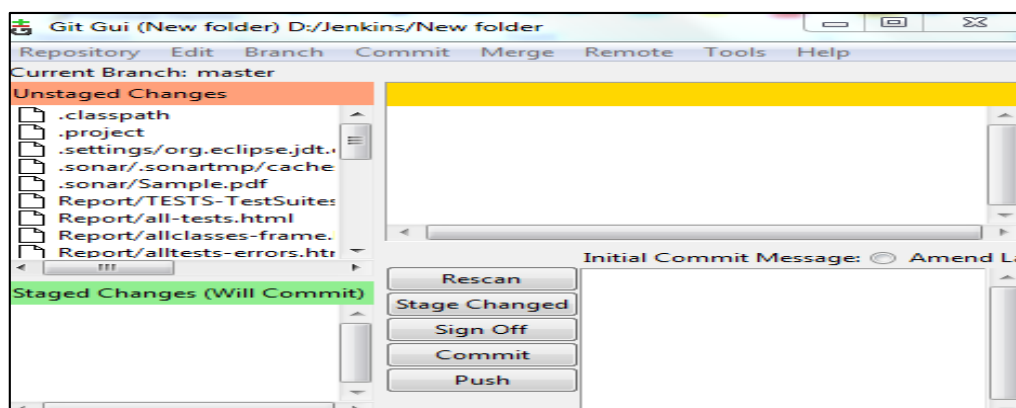 Git Gui (New folder) D:/Jenkins/New folder
Repository Edit Branch Commit Merge Remote Tools Help
Current Branch: master
Unstaged Changes
.classpath
.project
.settings/org.eclipse.jdt.
.sonar/.sonartmp/cache
.sonar/Sample.pdf
Report/TESTS-TestSuites
Report/all-tests.html
Report/allclasses-frame.
Report/alltests-errors.htr
Staged Changes (Will Commit)
Initial Commit Message: Amend La
Rescan
Stage Changed
Sign Off
Commit
Push